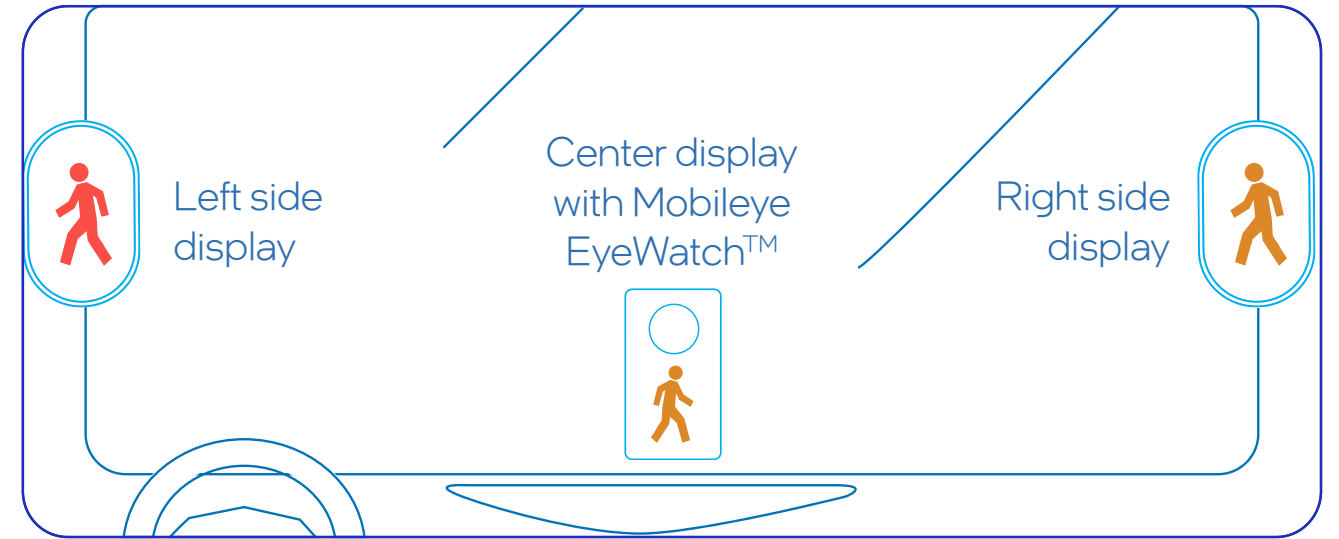 Left side
display
Center display
with Mobileye
EyeWatch™
Right side
display